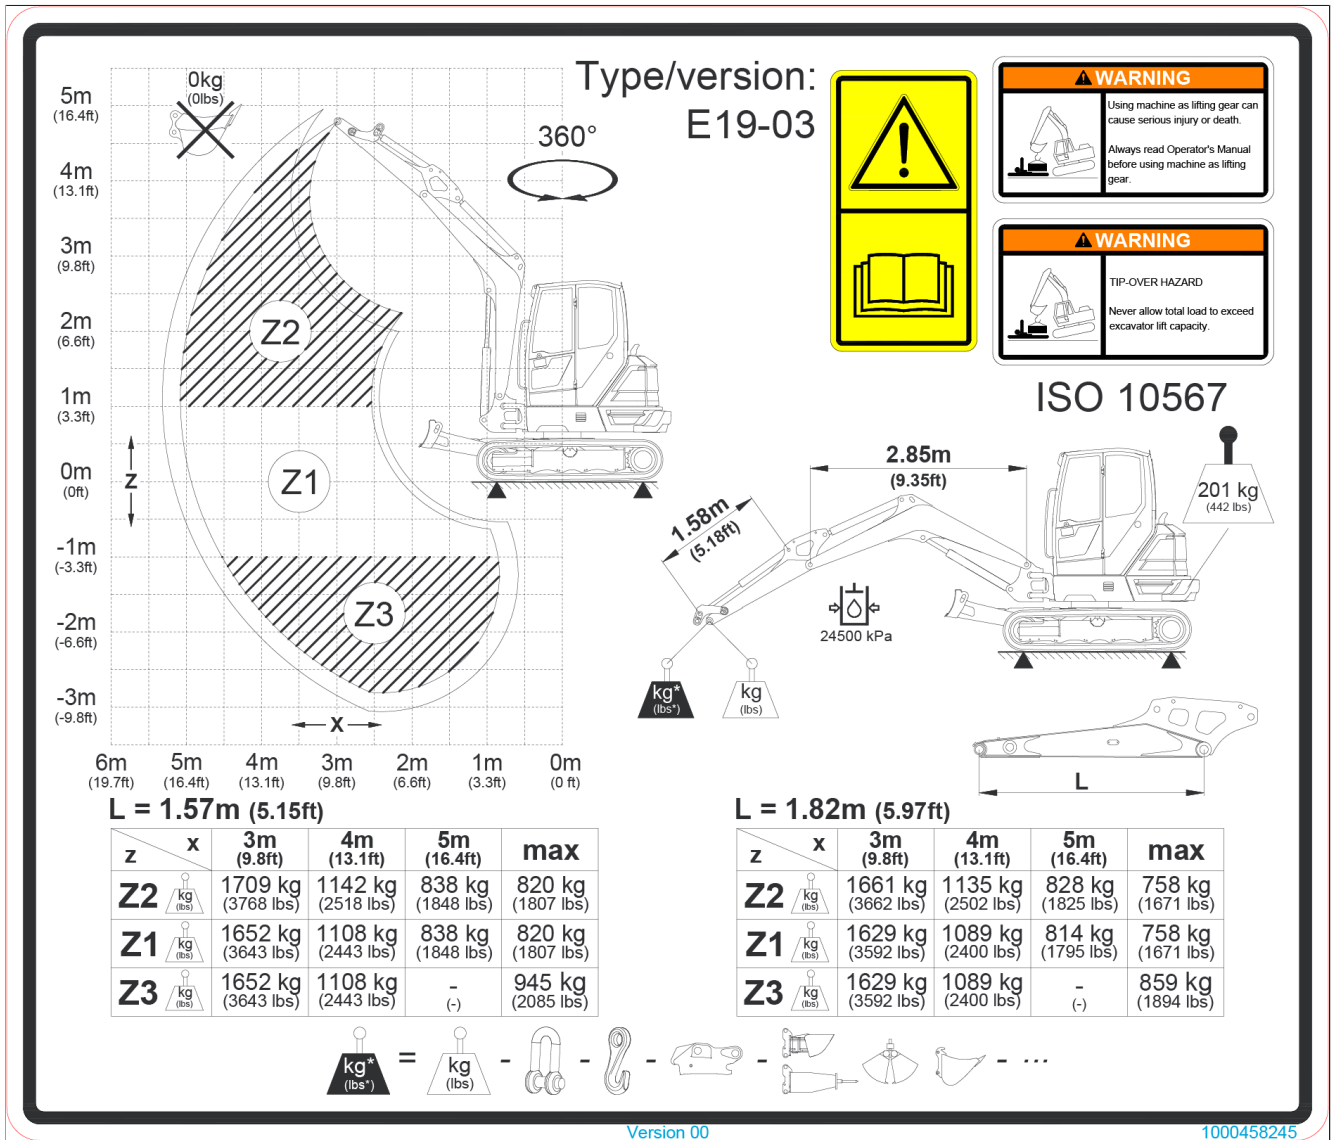 0kg
(0lbs)
Type/version:
E19-03
360°
5m
(16.4ft)
4m
(13.1ft)
3m
(9.8ft)
2m
(6.6ft)
1m
(3.3ft)
0m
(0ft)
-1m
(-3.3ft)
-2m
(-6.6ft)
-3m
(-9.8ft)
Z
Z2
Z1
Z3
X
6m
(19.7ft)
5m
(16.4ft)
4m
(13.1ft)
3m
(9.8ft)
2m
(6.6ft)
1m
(3.3ft)
0m
(0 ft)
WARNING
Using machine as lifting gear can
cause serious injury or death.
Always read Operator's Manual
before using machine as lifting
gear.
WARNING
TIP-OVER HAZARD
Never allow total load to exceed
excavator lift capacity.
ISO 10567
2.85m
(9.35ft)
1.58m
(5.18ft)
201 kg
(442 lbs)
24500 kPa
kg*
(lbs*)
kg
(lbs)
L
L = 1.57m (5.15ft)
z x 3m (9.8ft) 4m (13.1ft) 5m (16.4ft) max
Z2 kg (lbs) 1709 kg (3768 lbs) 1142 kg (2518 lbs) 838 kg (1848 lbs) 820 kg (1807 lbs)
Z1 kg (lbs) 1652 kg (3643 lbs) 1108 kg (2443 lbs) 838 kg (1848 lbs) 820 kg (1807 lbs)
Z3 kg (lbs) 1652 kg (3643 lbs) 1108 kg (2443 lbs) - (-) 945 kg (2085 lbs)
L = 1.82m (5.97ft)
z x 3m (9.8ft) 4m (13.1ft) 5m (16.4ft) max
Z2 kg (lbs) 1661 kg (3662 lbs) 1135 kg (2502 lbs) 828 kg (1825 lbs) 758 kg (1671 lbs)
Z1 kg (lbs) 1629 kg (3592 lbs) 1089 kg (2400 lbs) 814 kg (1795 lbs) 758 kg (1671 lbs)
Z3 kg (lbs) 1629 kg (3592 lbs) 1089 kg (2400 lbs) - (-) 859 kg (1894 lbs)
kg* (lbs*) = kg (lbs) - - - - - ...
Version 00
1000458245